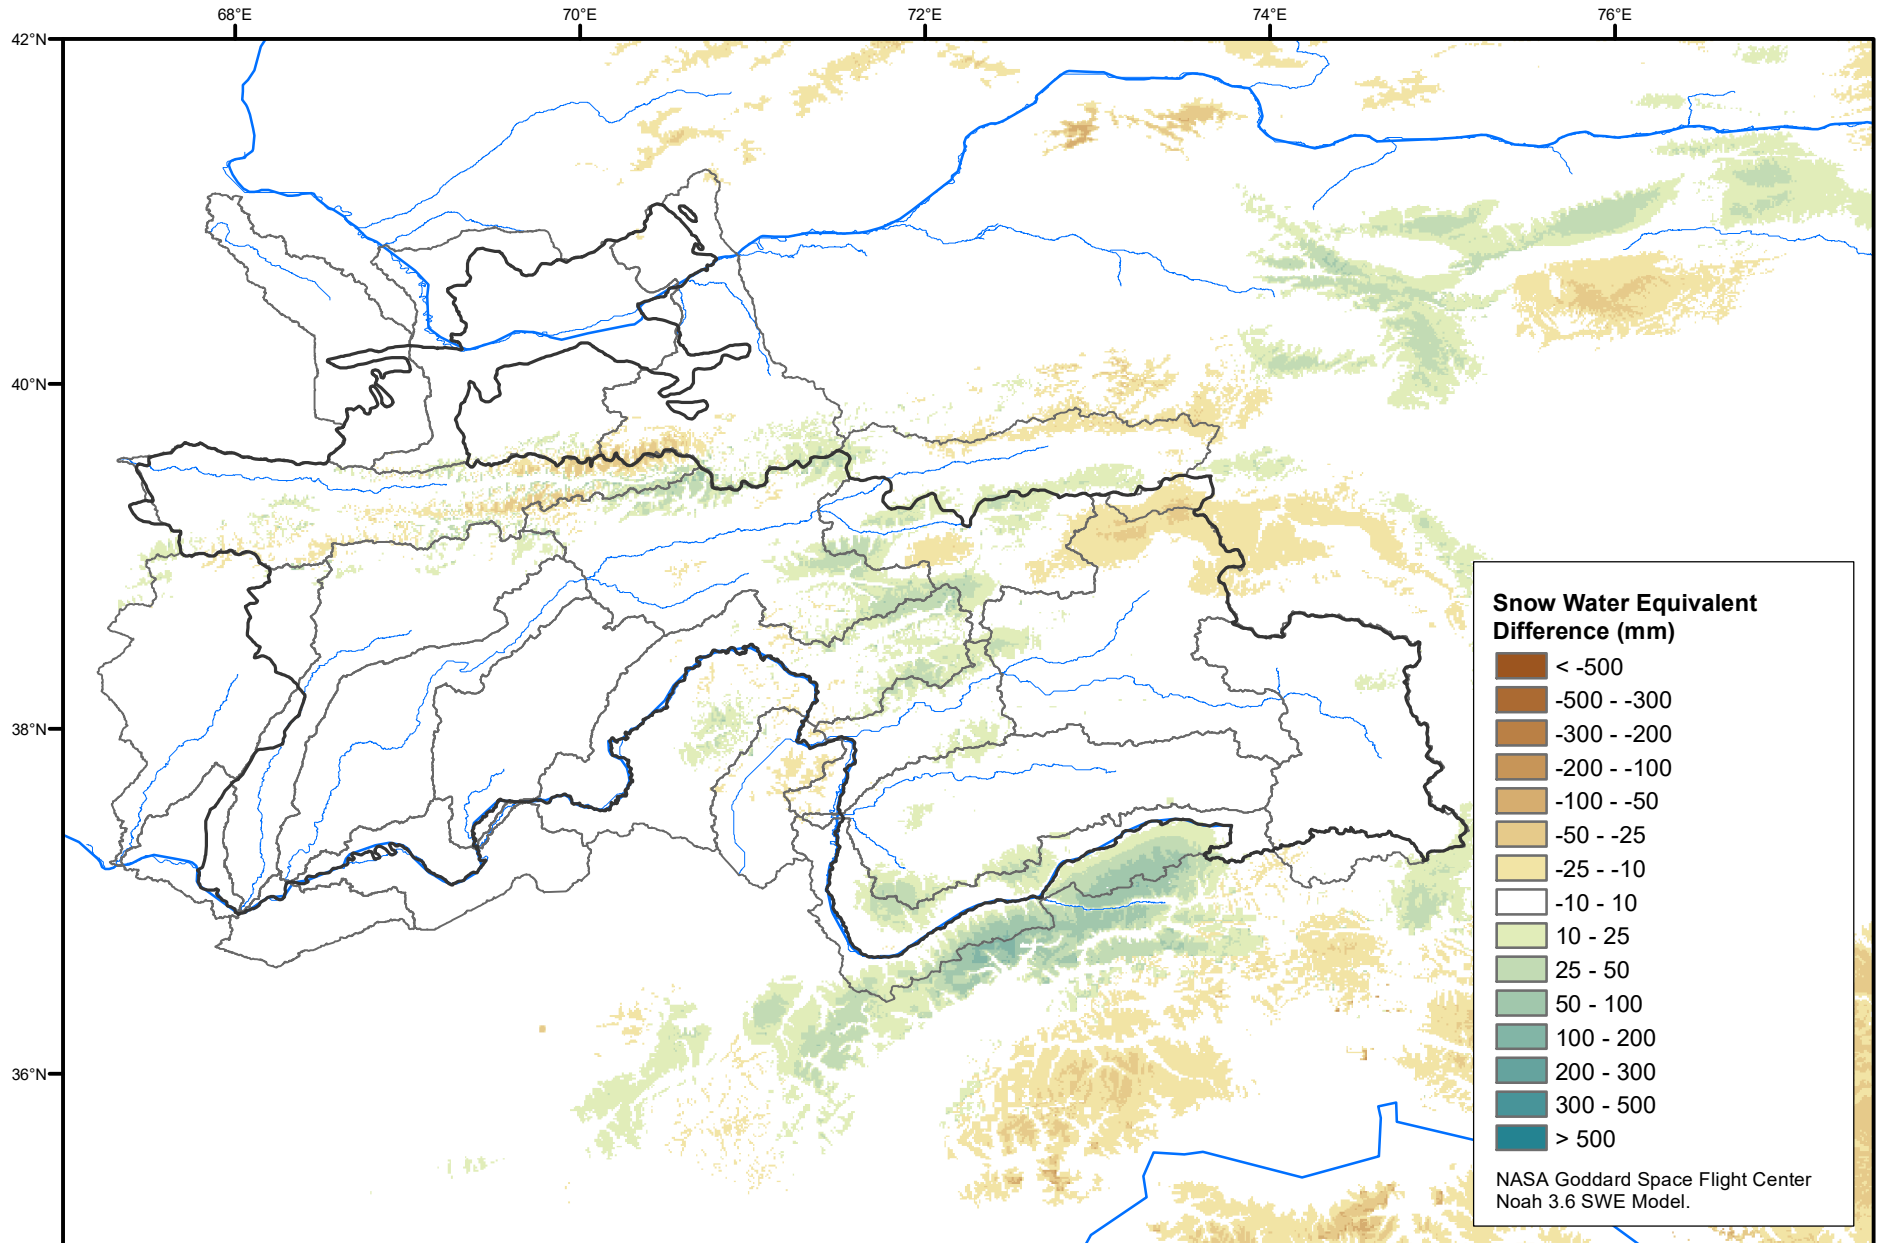 68°E
70°E
72°E
74°E
76°E
42°N
40°N
38°N
36°N
Snow Water Equivalent
Difference (mm)
< -500
-500 - -300
-300 - -200
-200 - -100
-100 - -50
-50 - -25
-25 - -10
-10 - 10
10 - 25
25 - 50
50 - 100
100 - 200
200 - 300
300 - 500
> 500
NASA Goddard Space Flight Center
Noah 3.6 SWE Model.